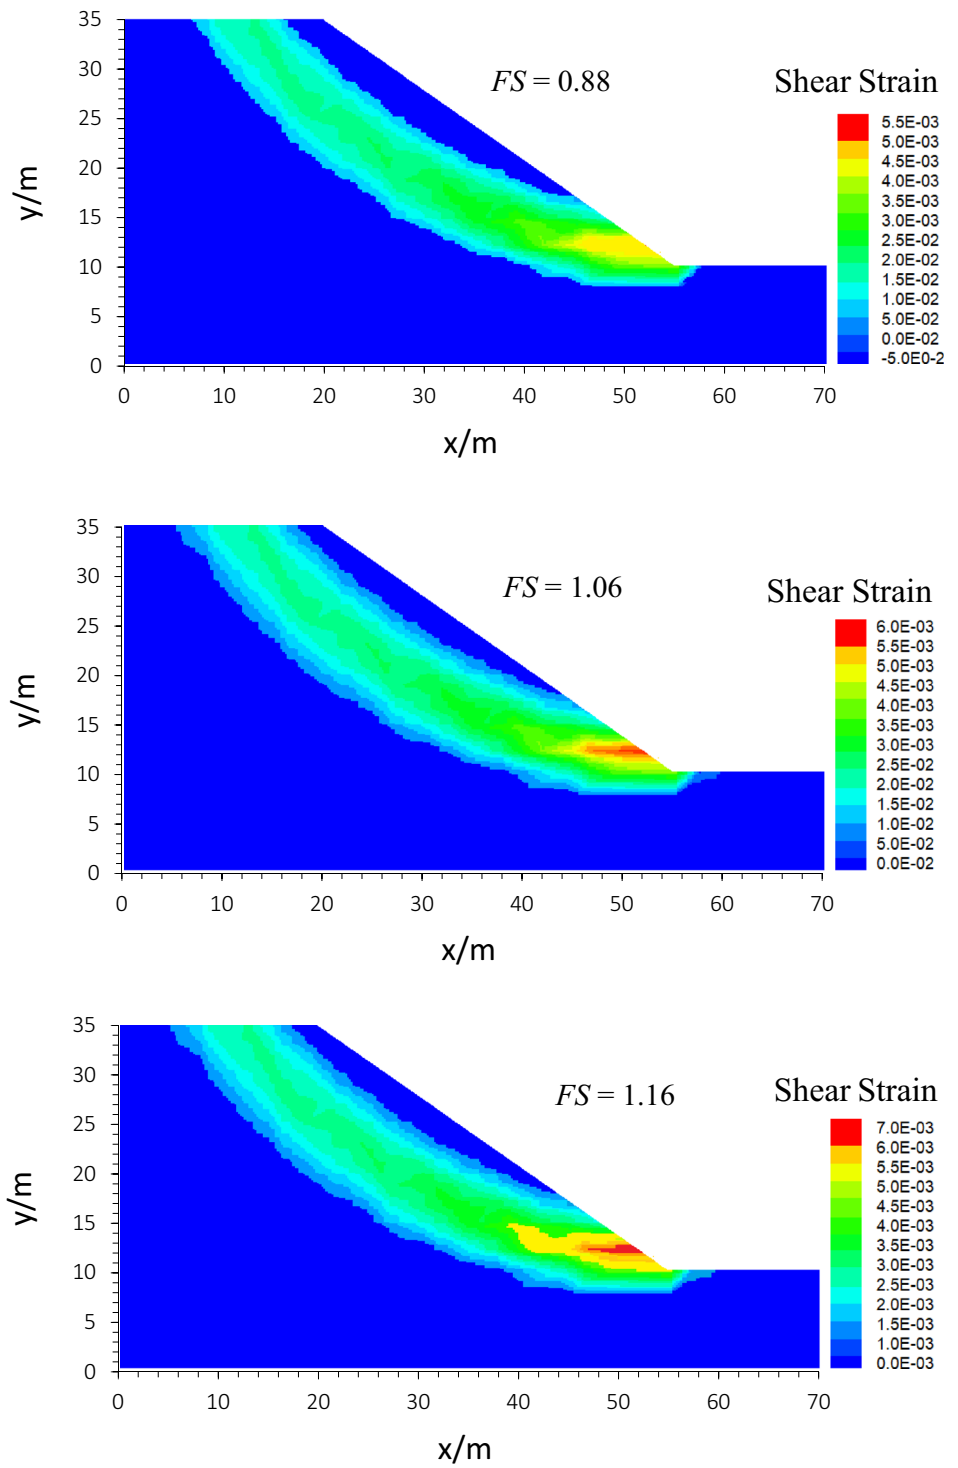 35
30
25
20
15
10
5
0
y/m
0 10 20 30 40 50 60 70
x/m
FS = 0.88
Shear Strain
5.5E-03
5.0E-03
4.5E-03
4.0E-03
3.5E-03
3.0E-03
2.5E-02
2.0E-02
1.5E-02
1.0E-02
5.0E-02
0.0E-02
-5.0E0-2
35
30
25
20
15
10
5
0
y/m
0 10 20 30 40 50 60 70
x/m
FS = 1.06
Shear Strain
6.0E-03
5.5E-03
5.0E-03
4.5E-03
4.0E-03
3.5E-03
3.0E-03
2.5E-02
2.0E-02
1.5E-02
1.0E-02
5.0E-02
0.0E-02
35
30
25
20
15
10
5
0
y/m
0 10 20 30 40 50 60 70
x/m
FS = 1.16
Shear Strain
7.0E-03
6.0E-03
5.5E-03
5.0E-03
4.5E-03
4.0E-03
3.5E-03
3.0E-03
2.5E-03
2.0E-03
1.5E-03
1.0E-03
0.0E-03